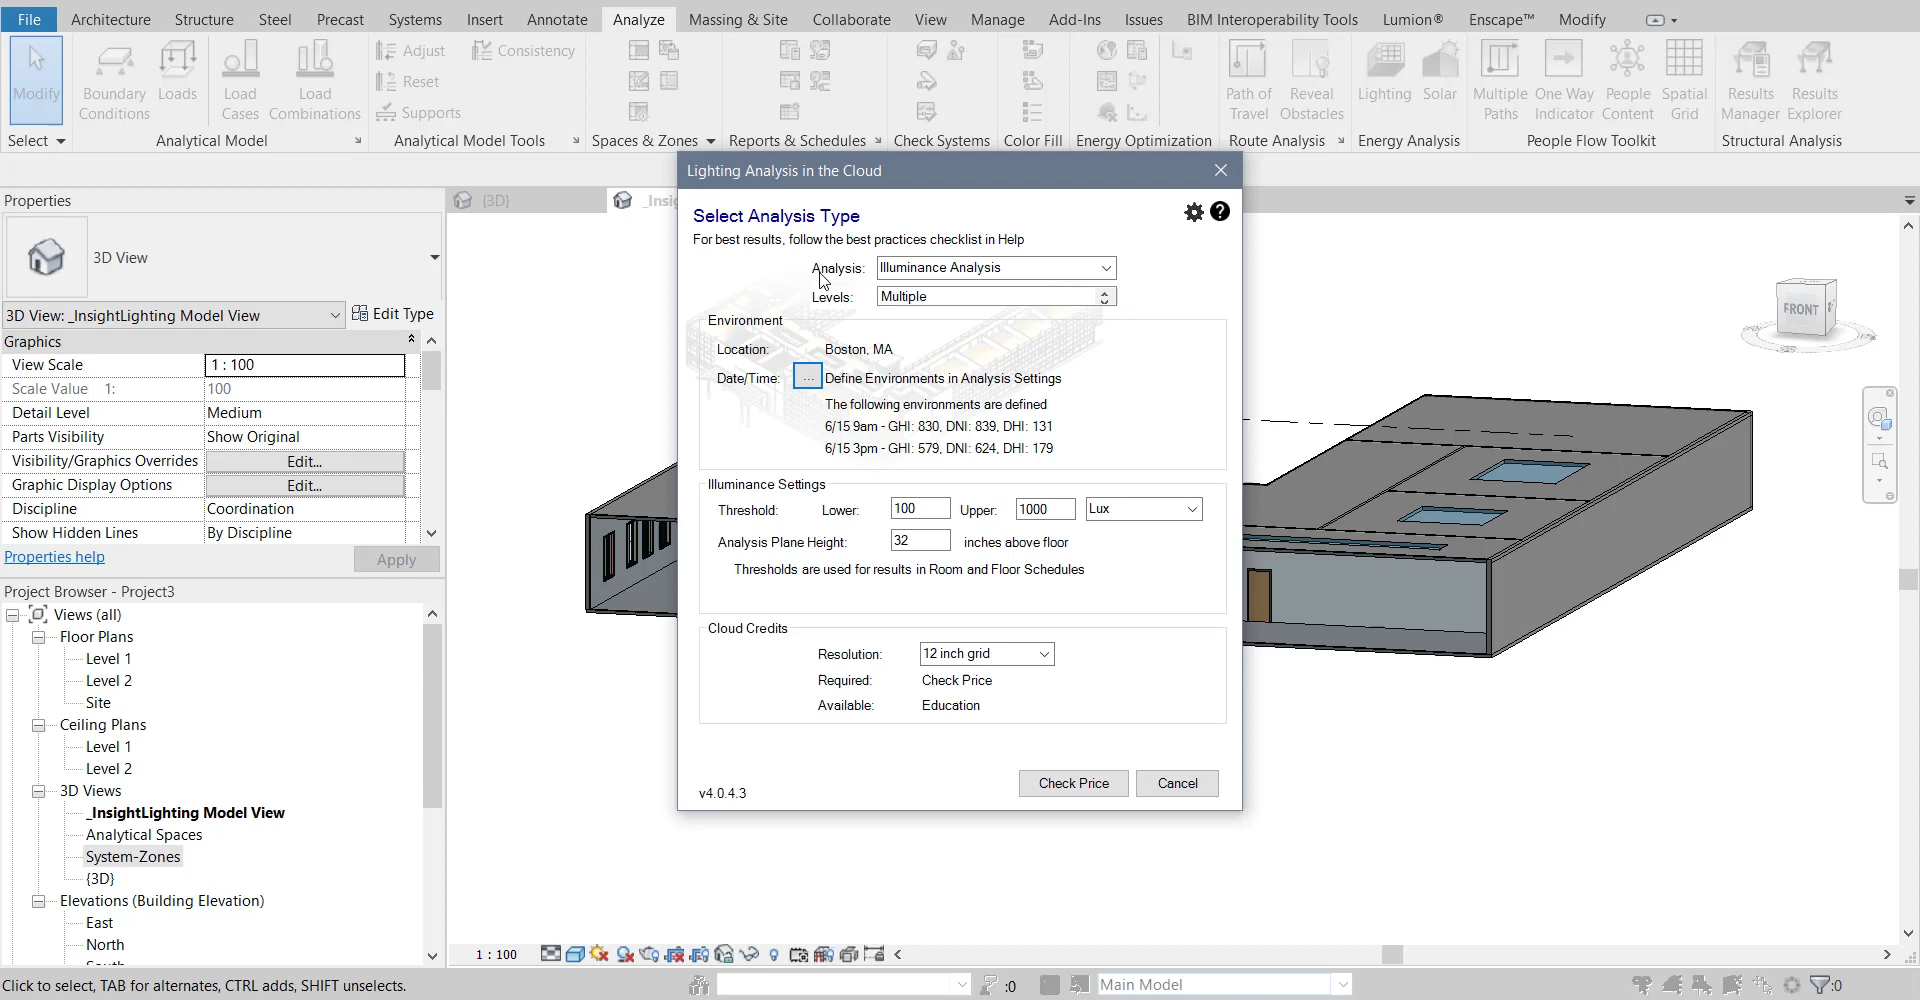 File Architecture Structure Steel Precast Systems Insert Annotate Analyze Massing & Site Collaborate View Manage Add-Ins Issues BIM Interoperability Tools Lumion® Enscape™ Modify
Modify
Boundary Conditions
Loads
Load Cases
Load Combinations
Adjust
Reset
Supports
Consistency
Path of Travel
Reveal Obstacles
Lighting
Solar
Multiple Paths
One Way Indicator
People Content
Spatial Grid
Results Manager
Results Explorer
Select Analytical Model Analytical Model Tools Spaces & Zones Reports & Schedules Check Systems Color Fill Energy Optimization Route Analysis Energy Analysis People Flow Toolkit Structural Analysis
Properties
3D View
3D View: _InsightLighting Model View Edit Type
Graphics
View Scale 1 : 100
Scale Value 1: 100
Detail Level Medium
Parts Visibility Show Original
Visibility/Graphics Overrides Edit...
Graphic Display Options Edit...
Discipline Coordination
Show Hidden Lines By Discipline
Properties help Apply
Project Browser - Project3
Views (all)
Floor Plans
Level 1
Level 2
Site
Ceiling Plans
Level 1
Level 2
3D Views
_InsightLighting Model View
Analytical Spaces
System-Zones
{3D}
Elevations (Building Elevation)
East
North
{3D}
_Insi
Lighting Analysis in the Cloud
Select Analysis Type
For best results, follow the best practices checklist in Help
Analysis: Illuminance Analysis
Levels: Multiple
Environment
Location: Boston, MA
Date/Time: ... Define Environments in Analysis Settings
The following environments are defined
6/15 9am - GHI: 830, DNI: 839, DHI: 131
6/15 3pm - GHI: 579, DNI: 624, DHI: 179
Illuminance Settings
Threshold: Lower: 100 Upper: 1000 Lux
Analysis Plane Height: 32 inches above floor
Thresholds are used for results in Room and Floor Schedules
Cloud Credits
Resolution: 12 inch grid
Required: Check Price
Available: Education
Check Price Cancel
v4.0.4.3
FRONT
1 : 100
Click to select, TAB for alternates, CTRL adds, SHIFT unselects.
:0
Main Model
:0